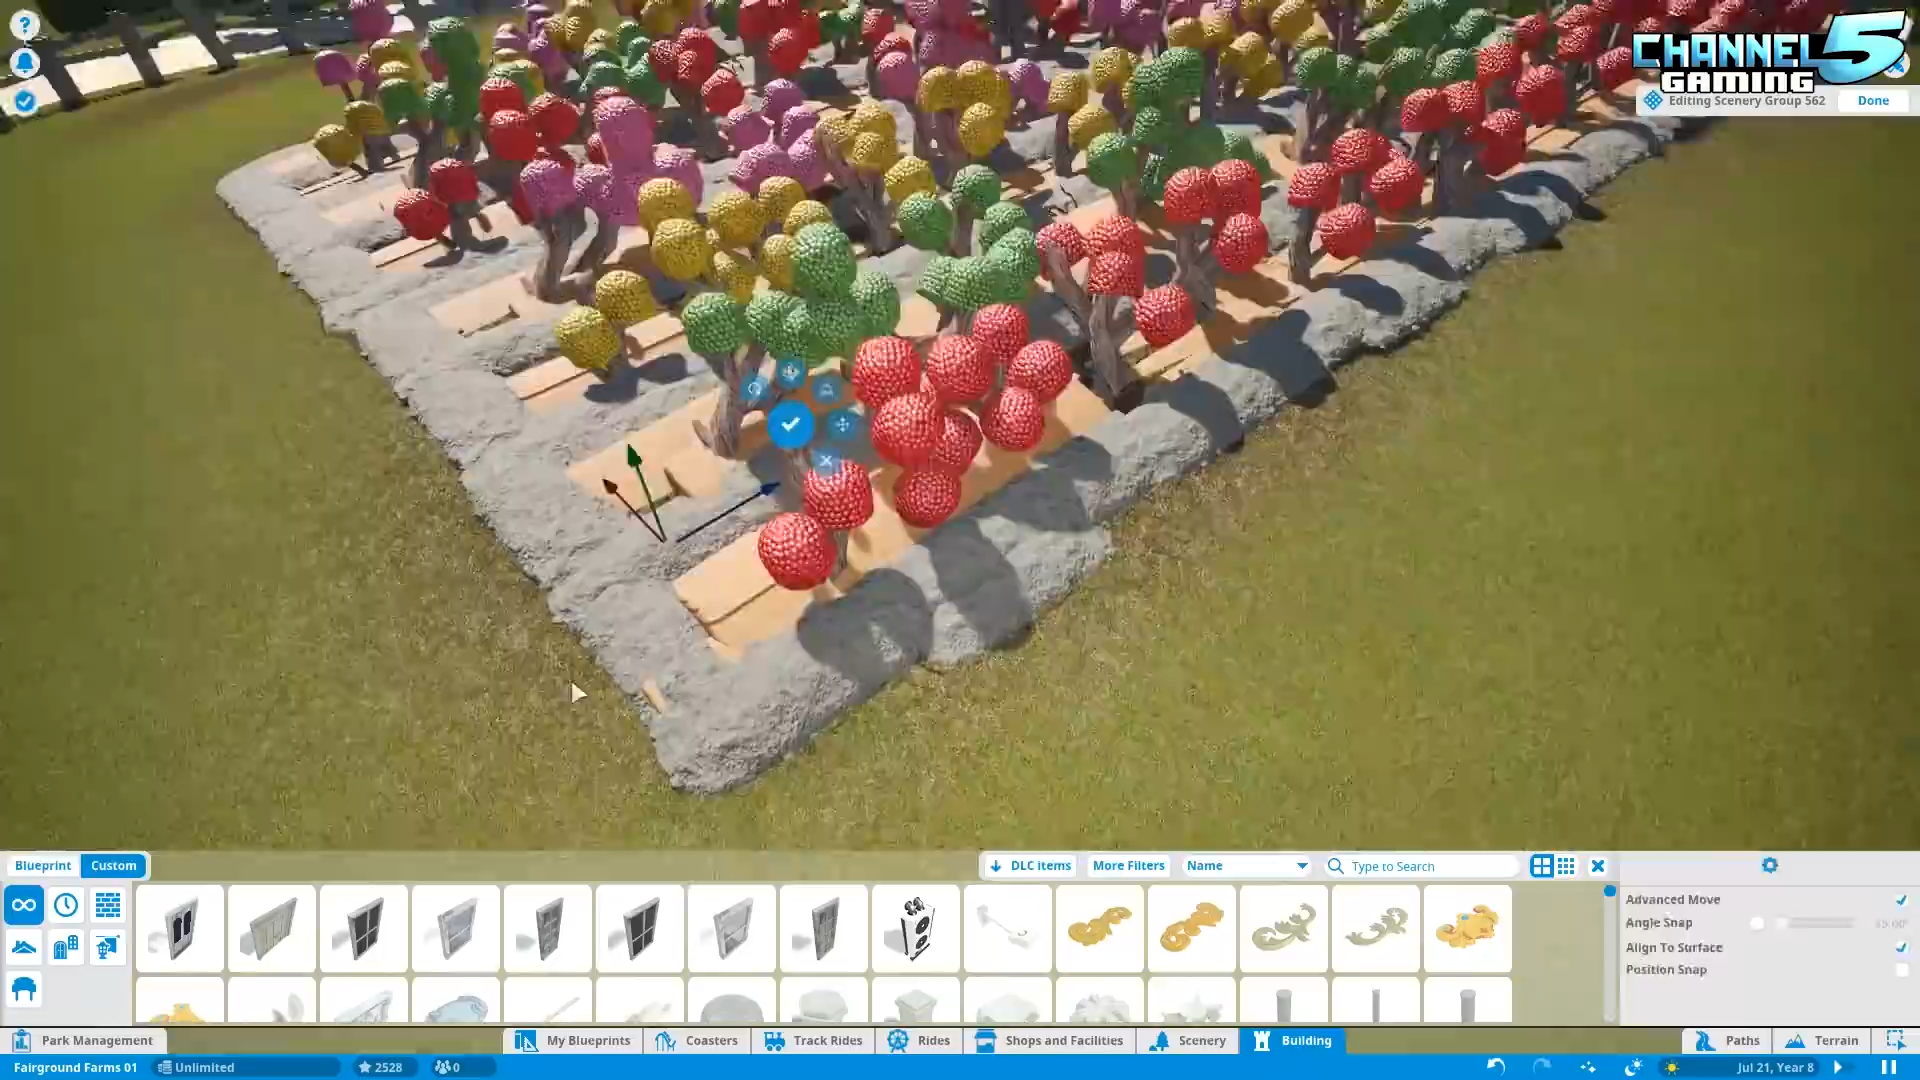 CHANNEL 5
GAMING
Editing Scenery Group 562
Done
Blueprint
Custom
DLC items
More Filters
Name
Type to Search
Advanced Move
Angle Snap
Align To Surface
Position Snap
Park Management
My Blueprints
Coasters
Track Rides
Rides
Shops and Facilities
Scenery
Building
Paths
Terrain
Fairground Farms 01
Unlimited
2528
0
Jul 21, Year 8